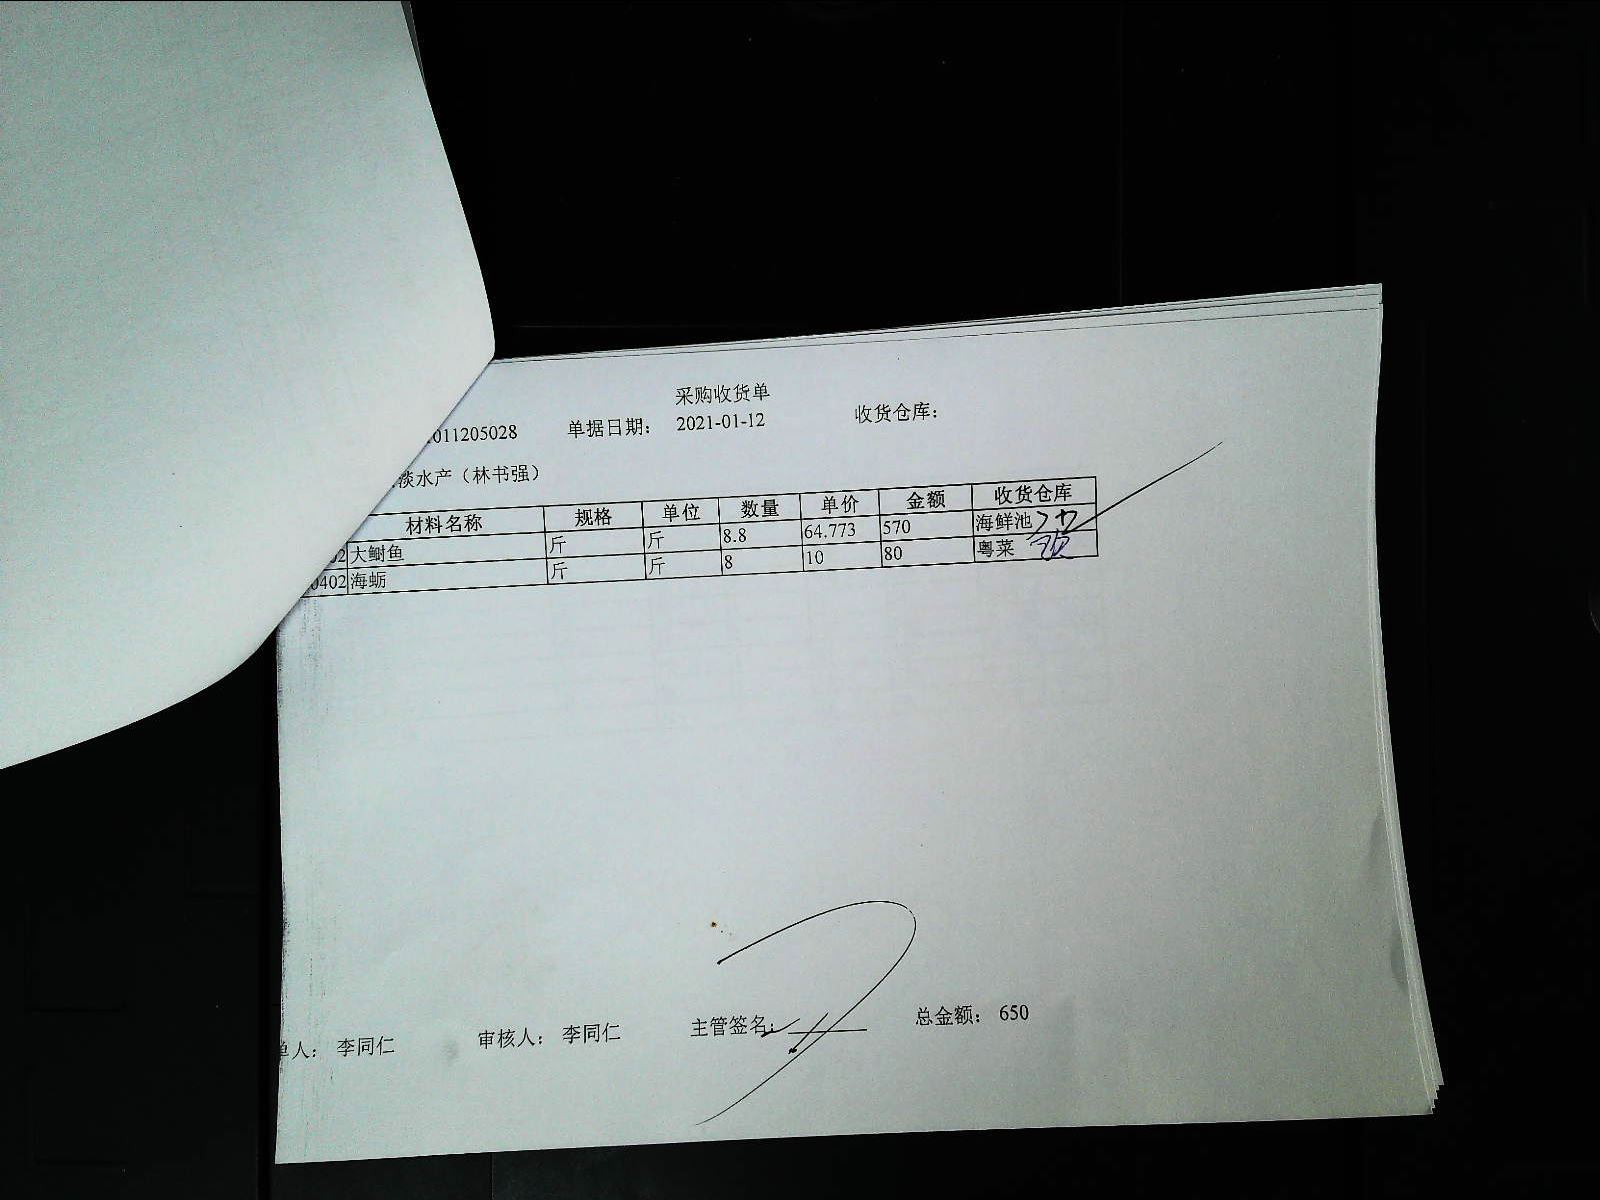 采购收货单
011205028 单据日期： 2021-01-12 收货仓库：
淡水产（林书强）
材料名称 规格 单位 数量 单价 金额 收货仓库
02 大鲥鱼 斤 斤 8.8 64.773 570 海鲜池
0402 海蛎 斤 斤 8 10 80 粤菜
单人： 李同仁 审核人： 李同仁 主管签名： 总金额： 650